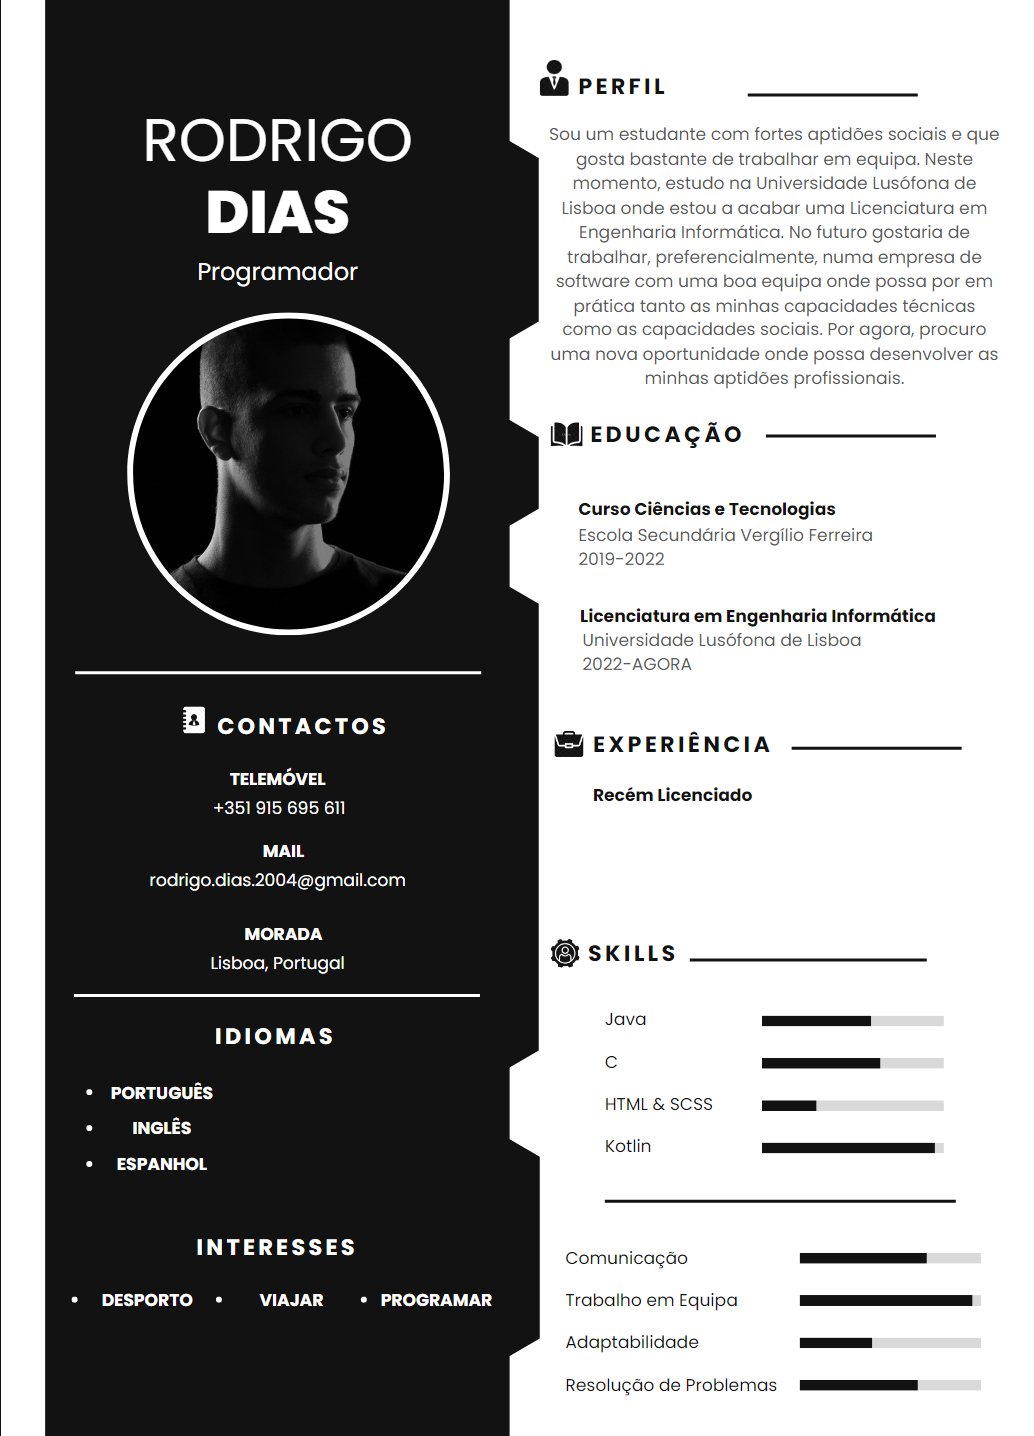 RODRIGO
DIAS
Programador
CONTACTOS
TELEMÓVEL
+351 915 695 611
MAIL
rodrigo.dias.2004@gmail.com
MORADA
Lisboa, Portugal
IDIOMAS
• PORTUGUÊS
• INGLÊS
• ESPANHOL
INTERESSES
• DESPORTO • VIAJAR • PROGRAMAR
PERFIL
Sou um estudante com fortes aptidões sociais e que
gosta bastante de trabalhar em equipa. Neste
momento, estudo na Universidade Lusófona de
Lisboa onde estou a acabar uma Licenciatura em
Engenharia Informática. No futuro gostaria de
trabalhar, preferencialmente, numa empresa de
software com uma boa equipa onde possa por em
prática tanto as minhas capacidades técnicas
como as capacidades sociais. Por agora, procuro
uma nova oportunidade onde possa desenvolver as
minhas aptidões profissionais.
EDUCAÇÃO
Curso Ciências e Tecnologias
Escola Secundária Vergílio Ferreira
2019-2022
Licenciatura em Engenharia Informática
Universidade Lusófona de Lisboa
2022-AGORA
EXPERIÊNCIA
Recém Licenciado
SKILLS
Java
C
HTML & SCSS
Kotlin
Comunicação
Trabalho em Equipa
Adaptabilidade
Resolução de Problemas